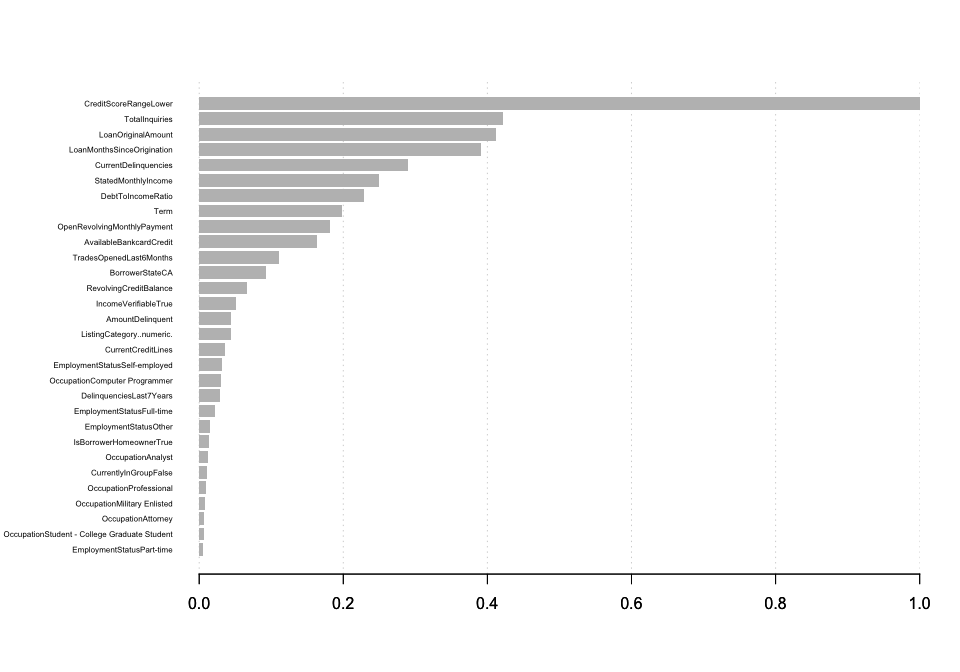 CreditScoreRangeLower
TotalInquiries
LoanOriginalAmount
LoanMonthsSinceOrigination
CurrentDelinquencies
StatedMonthlyIncome
DebtToIncomeRatio
Term
OpenRevolvingMonthlyPayment
AvailableBankcardCredit
TradesOpenedLast6Months
BorrowerStateCA
RevolvingCreditBalance
IncomeVerifiableTrue
AmountDelinquent
ListingCategory..numeric.
CurrentCreditLines
EmploymentStatusSelf-employed
OccupationComputer Programmer
DelinquenciesLast7Years
EmploymentStatusFull-time
EmploymentStatusOther
IsBorrowerHomeownerTrue
OccupationAnalyst
CurrentlyInGroupFalse
OccupationProfessional
OccupationMilitary Enlisted
OccupationAttorney
OccupationStudent - College Graduate Student
EmploymentStatusPart-time
0.0 0.2 0.4 0.6 0.8 1.0